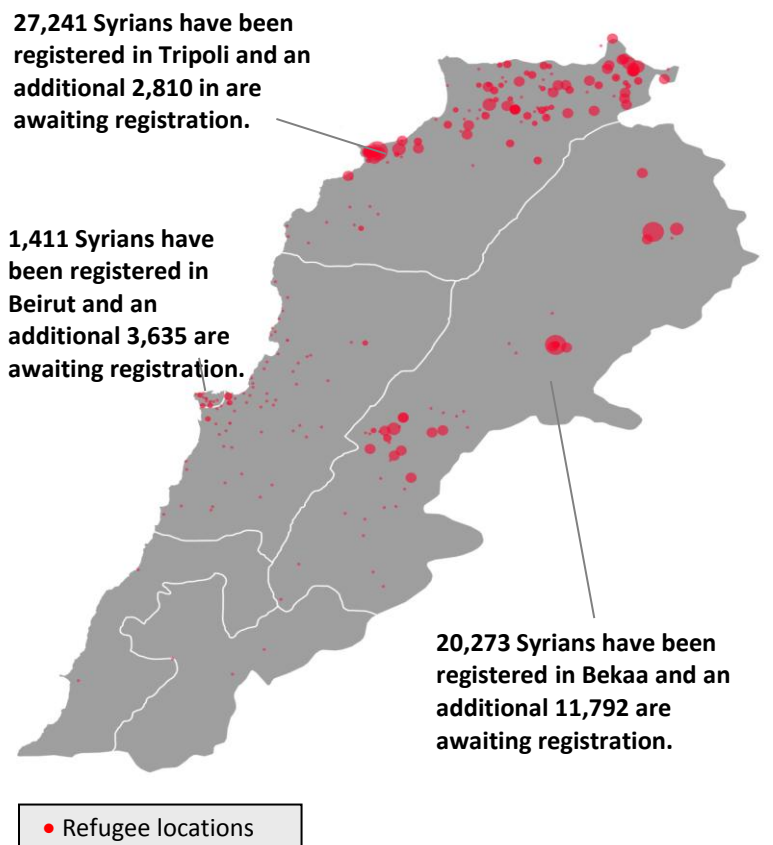 27,241 Syrians have been
registered in Tripoli and an
additional 2,810 in are
awaiting registration.
1,411 Syrians have
been registered in
Beirut and an
additional 3,635 are
awaiting registration.
20,273 Syrians have been
registered in Bekaa and an
additional 11,792 are
awaiting registration.
Refugee locations